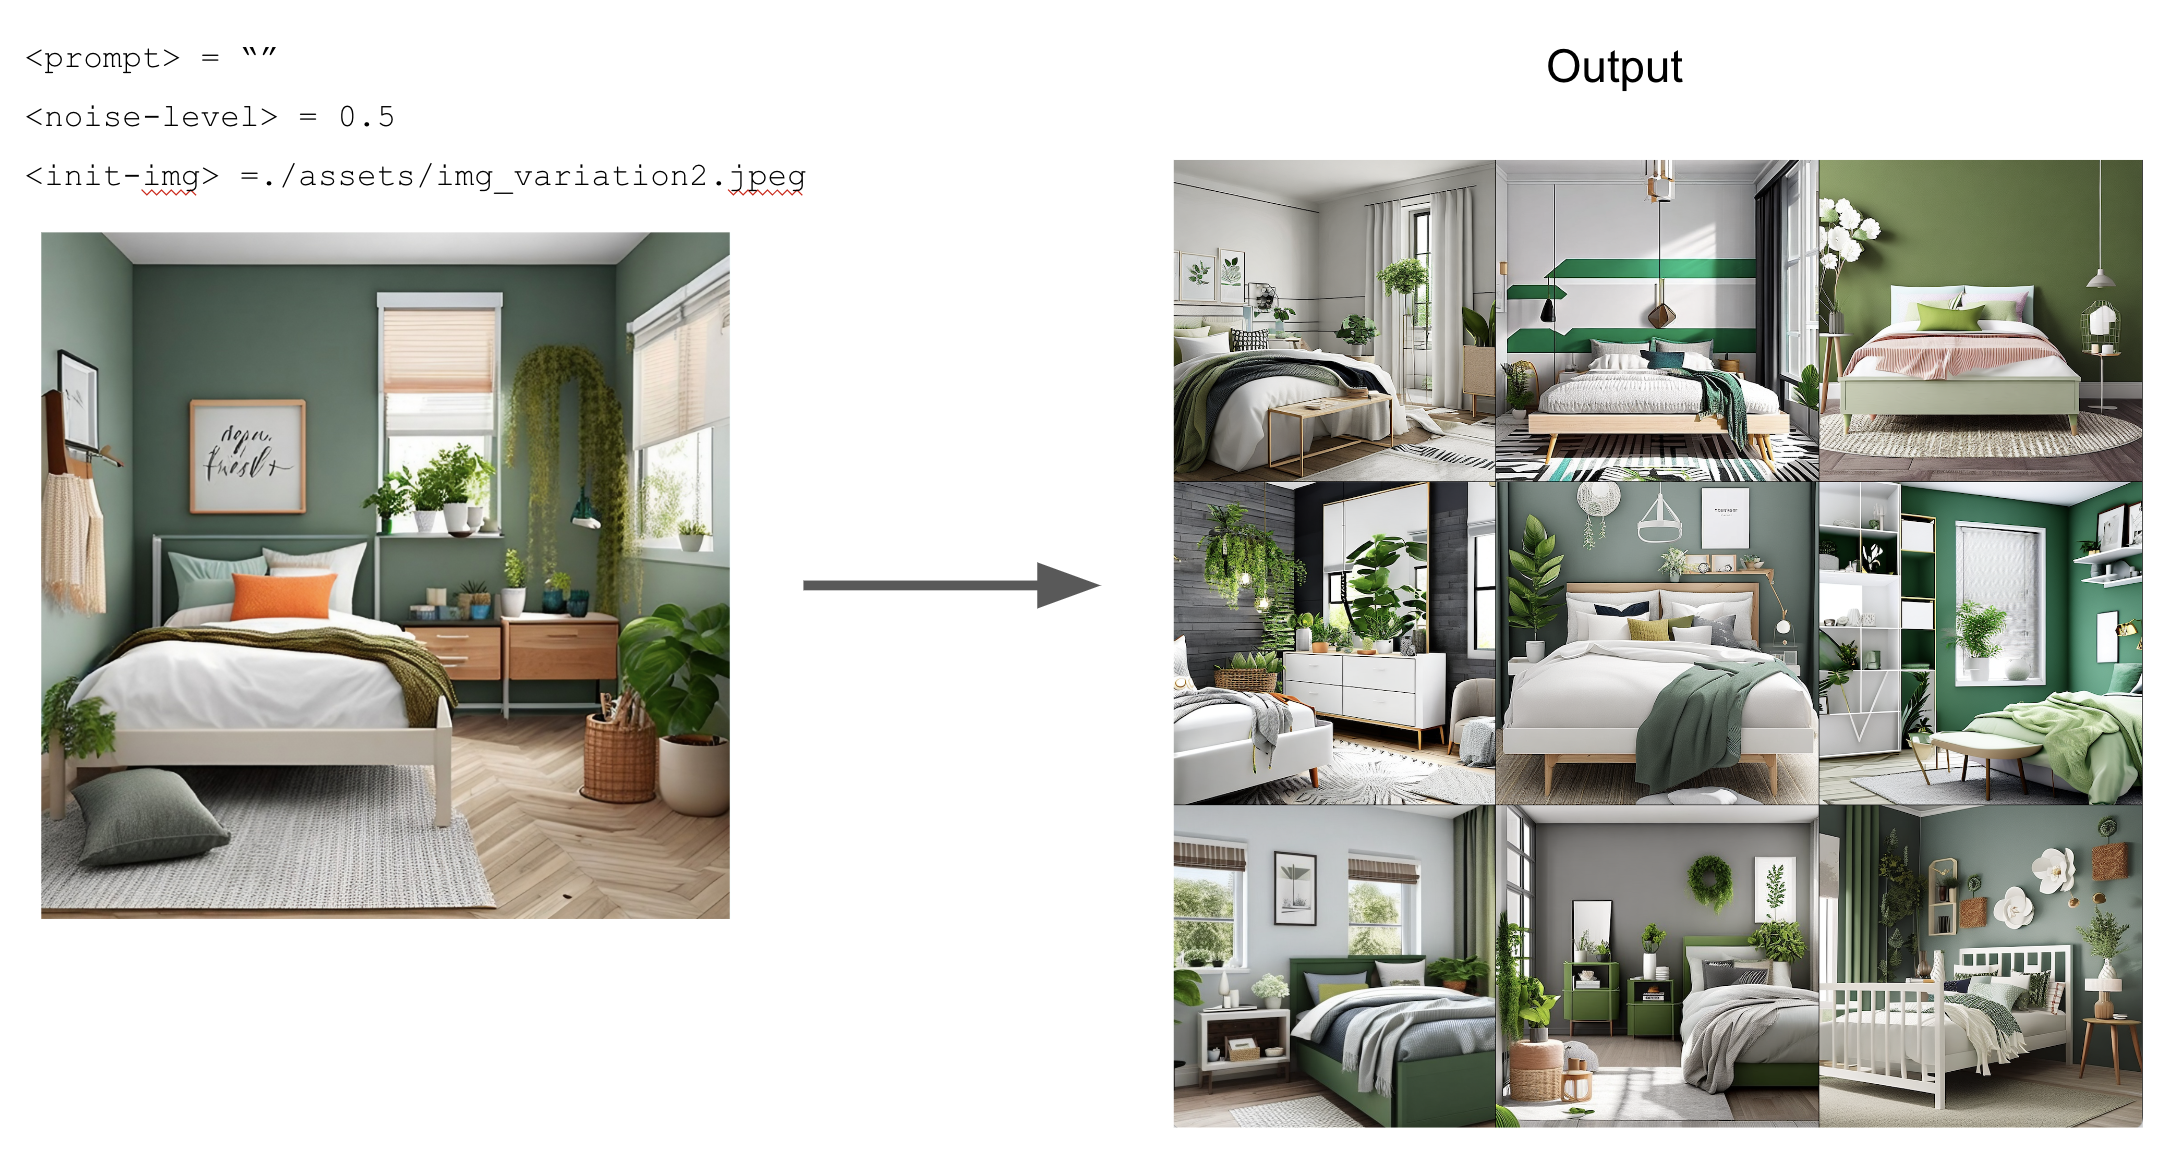 <prompt> = “”
<noise-level> = 0.5
<init-img> =./assets/img_variation2.jpeg
Output